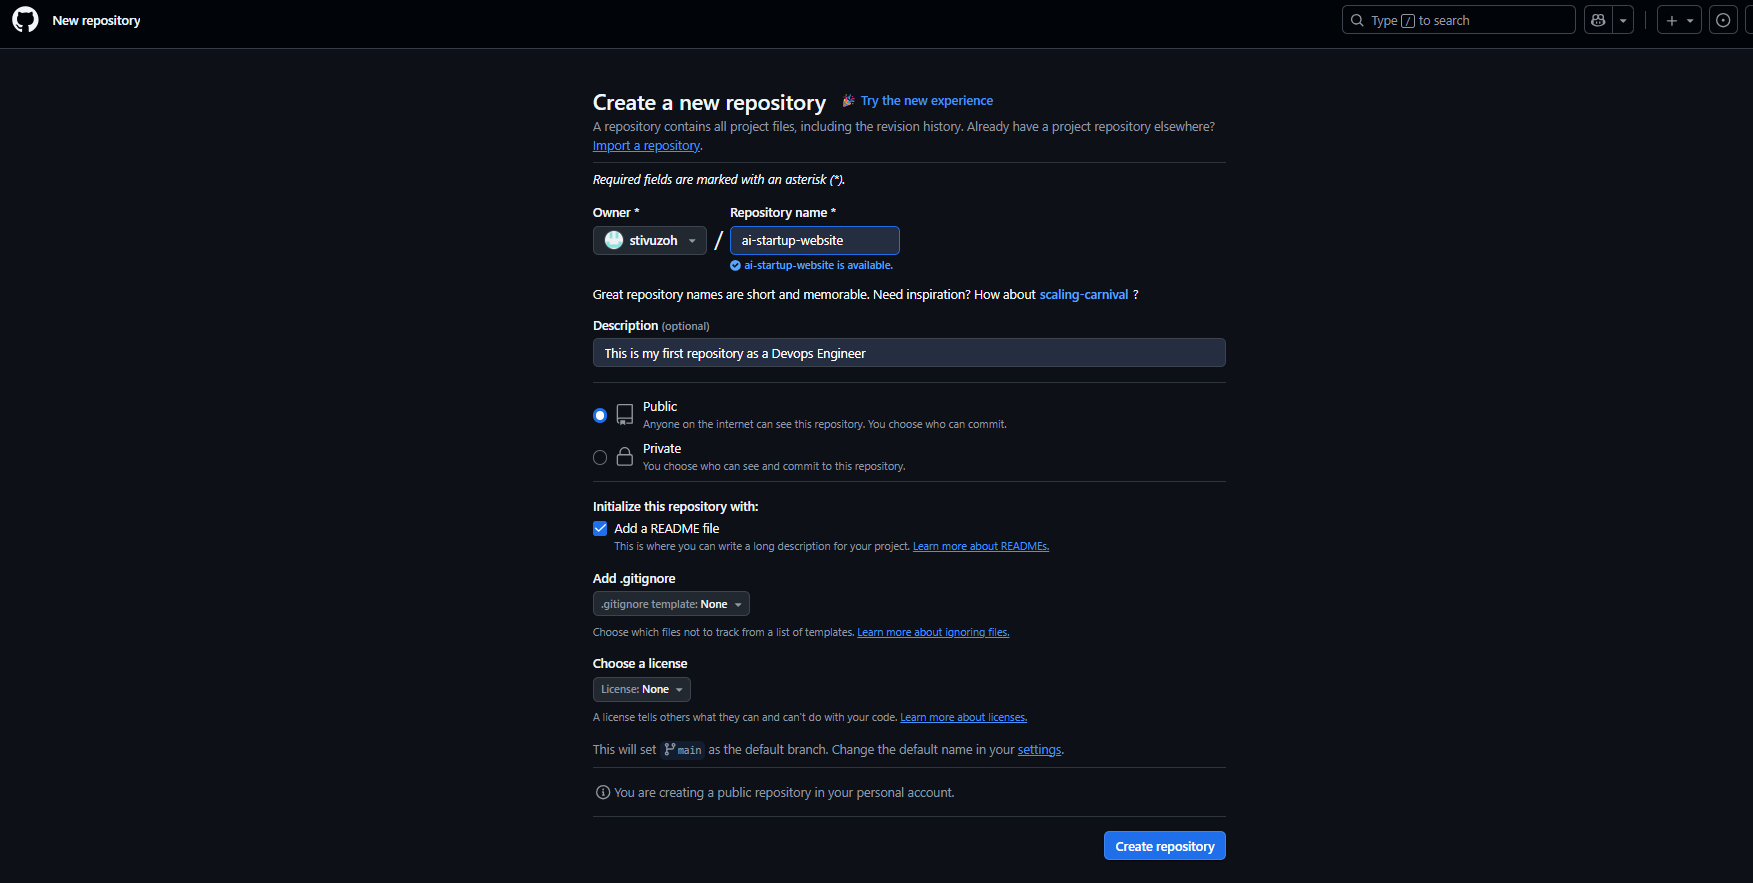 New repository
Type / to search
Create a new repository
Try the new experience
A repository contains all project files, including the revision history. Already have a project repository elsewhere?
Import a repository.
Required fields are marked with an asterisk (*).
Owner *
Repository name *
stivuzoh
/
ai-startup-website
ai-startup-website is available.
Great repository names are short and memorable. Need inspiration? How about scaling-carnival ?
Description (optional)
This is my first repository as a Devops Engineer
Public
Anyone on the internet can see this repository. You choose who can commit.
Private
You choose who can see and commit to this repository.
Initialize this repository with:
Add a README file
This is where you can write a long description for your project. Learn more about READMEs.
Add .gitignore
.gitignore template: None
Choose which files not to track from a list of templates. Learn more about ignoring files.
Choose a license
License: None
A license tells others what they can and can't do with your code. Learn more about licenses.
This will set main as the default branch. Change the default name in your settings.
You are creating a public repository in your personal account.
Create repository